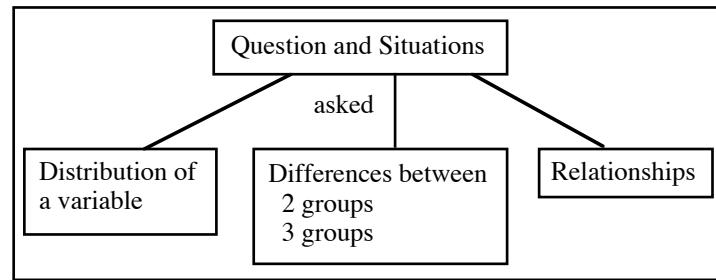 Question and Situations
asked
Distribution of
a variable
Differences between
2 groups
3 groups
Relationships